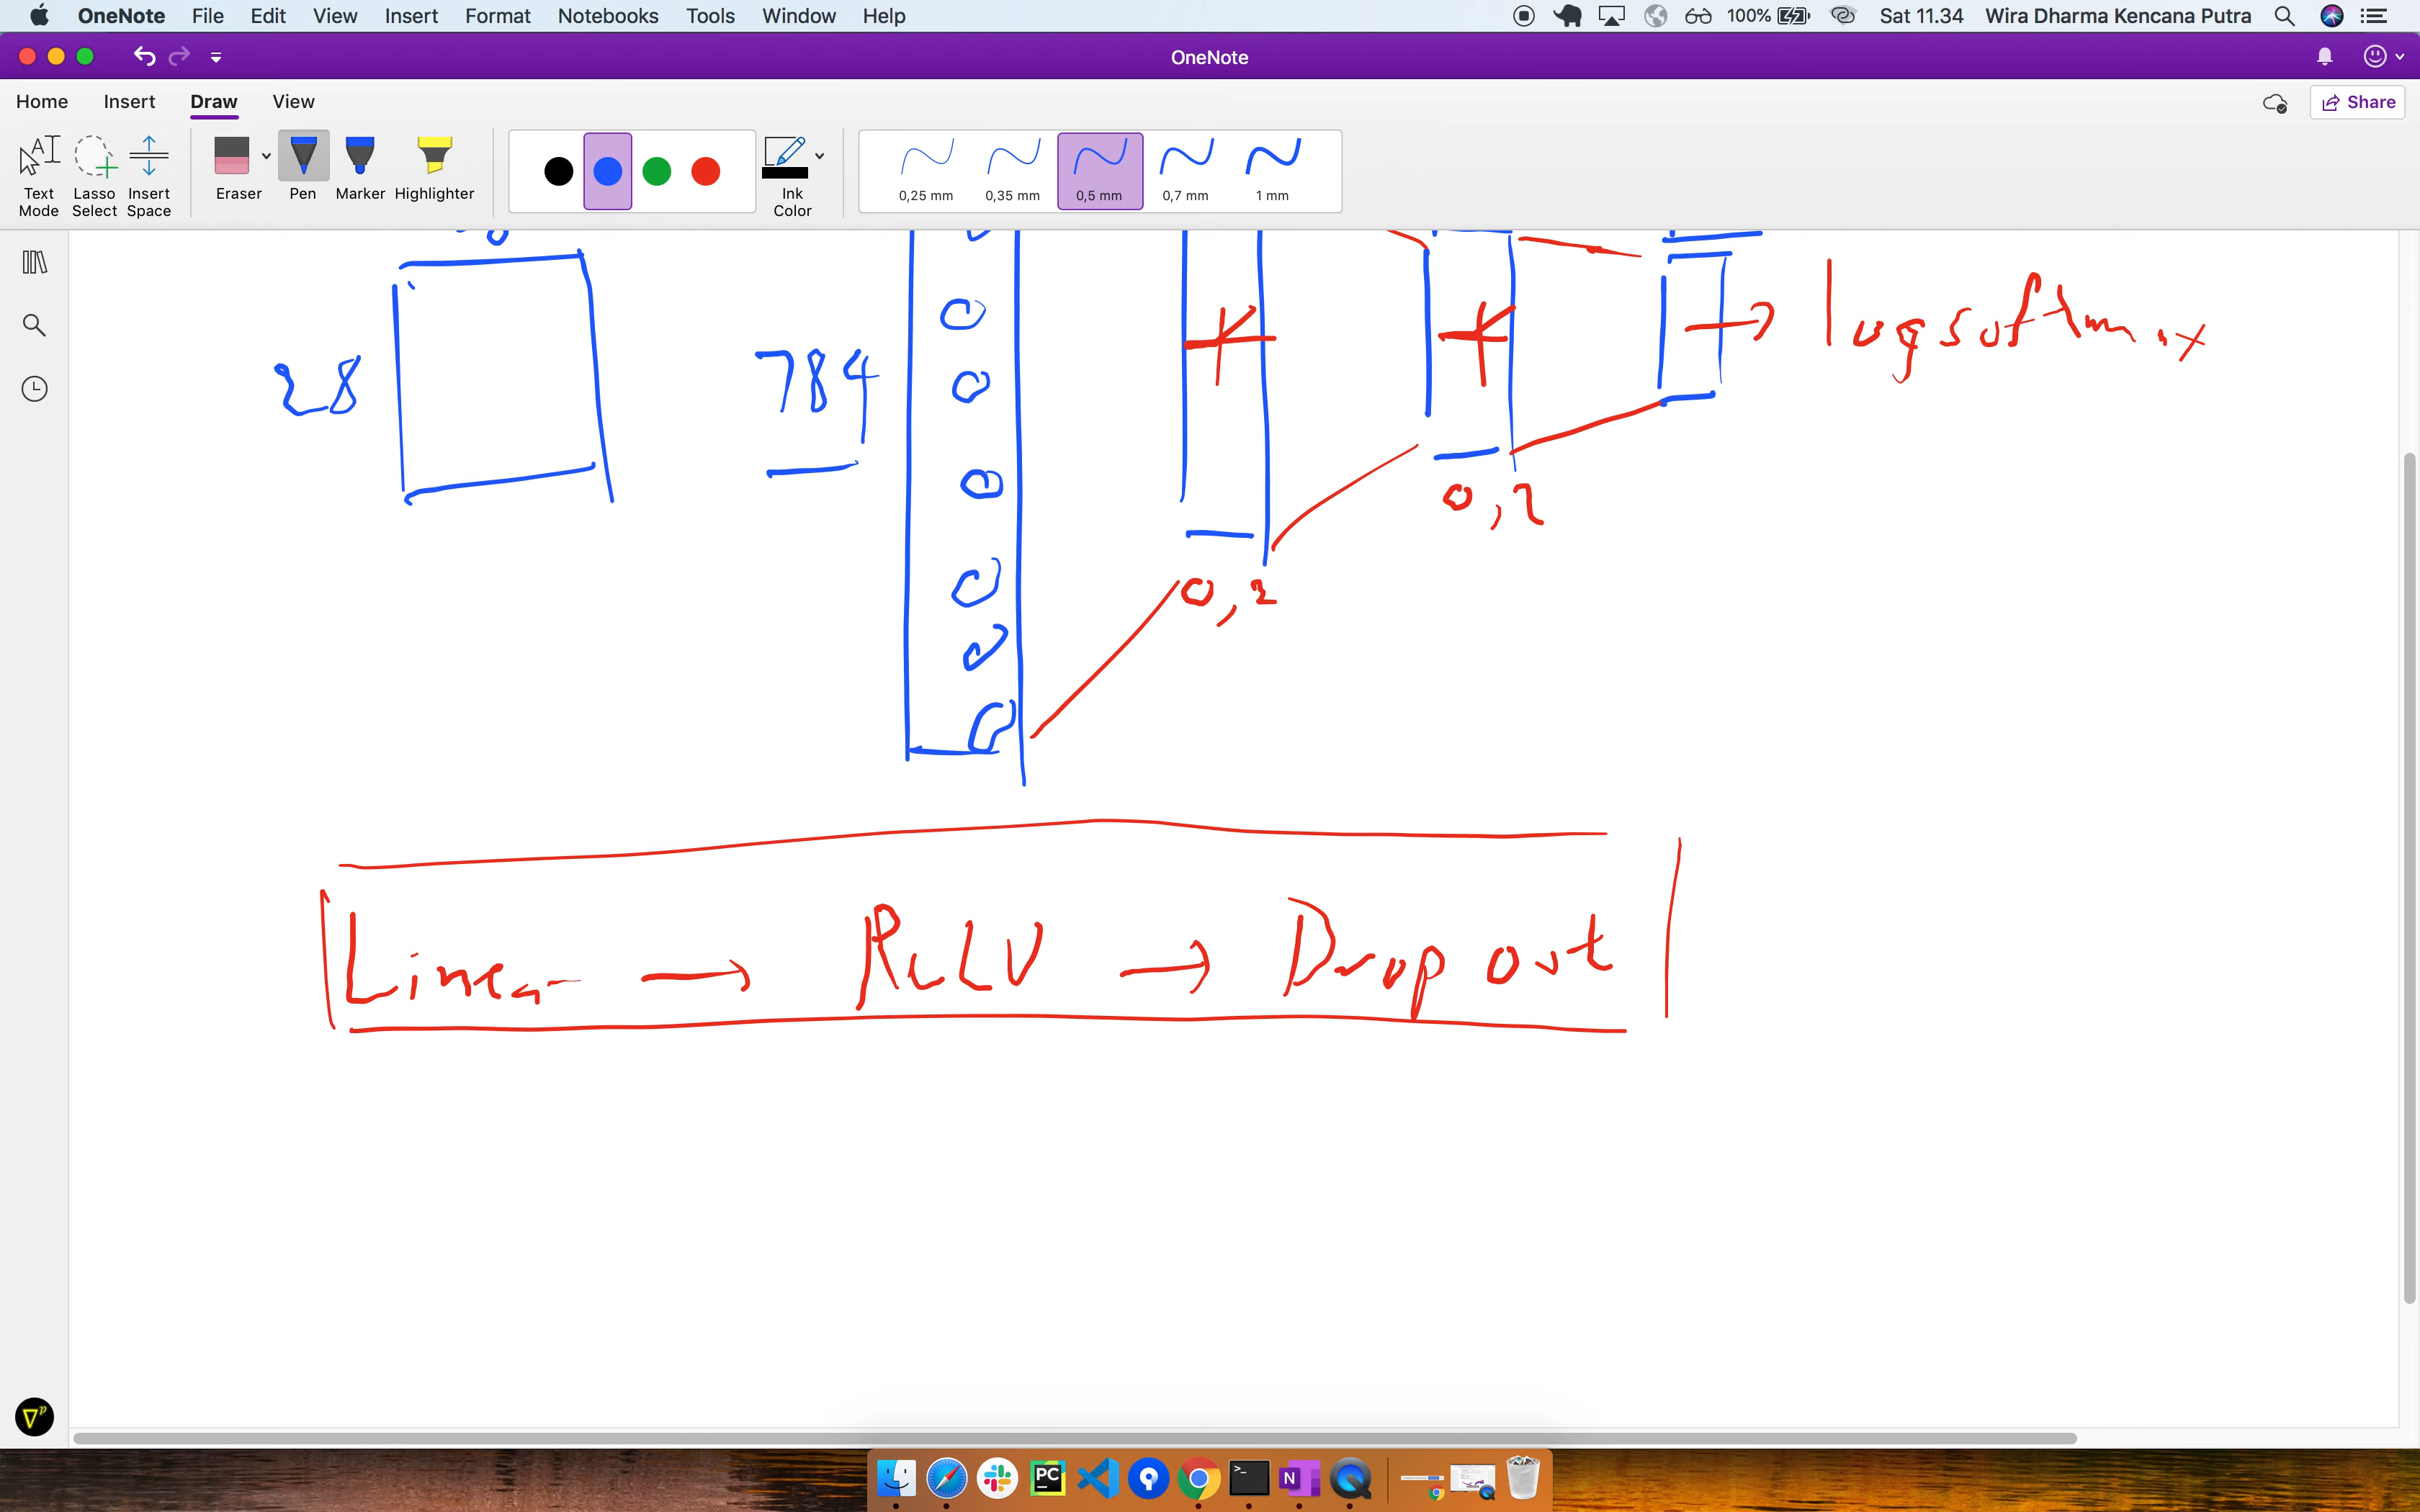 OneNote File Edit View Insert Format Notebooks Tools Window Help 100% Sat 11.34 Wira Dharma Kencana Putra
OneNote
Home Insert Draw View Share
Text Mode Lasso Select Insert Space Eraser Pen Marker Highlighter Ink Color 0,25 mm 0,35 mm 0,5 mm 0,7 mm 1 mm
logsoftmax
28 784
0,2
0,2
Linear → ReLU → Drop out